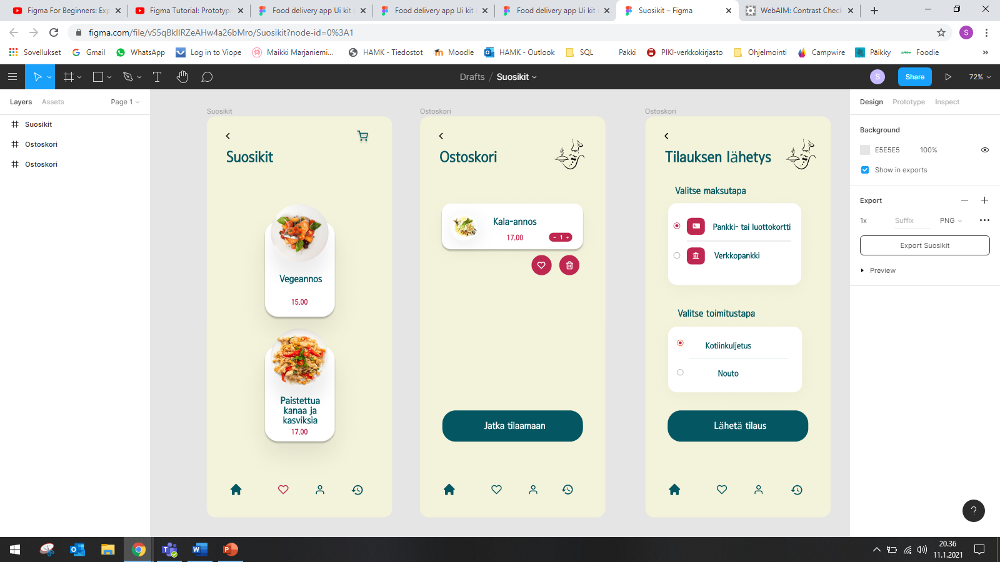 Figma For Beginners: Exp
Figma Tutorial: Prototypi
Food delivery app Ui kit
Food delivery app Ui kit
Food delivery app Ui kit
Suosikit – Figma
WebAIM: Contrast Check
figma.com/file/vS5qBkIlRZeAHw4a26bMro/Suosikit?node-id=0%3A1
S
Sovellukset
Gmail
WhatsApp
Log in to Viope
Maikki Marjaniemi...
HAMK - Tiedostot
Moodle
HAMK - Outlook
SQL
Pakki
PIKI-verkkokirjasto
Ohjelmointi
Campwire
Päikky
Foodie
»
Drafts / Suosikit
S
Share
72%
Layers
Assets
Page 1
Suosikit
Ostoskori
Ostoskori
Suosikit
Suosikit
Vegeannos
15.00
Paistettua
kanaa ja
kasviksia
17.00
Ostoskori
Ostoskori
Kala-annos
17.00
- 1 +
Jatka tilaamaan
Ostoskori
Tilauksen lähetys
Valitse maksutapa
Pankki- tai luottokortti
Verkkopankki
Valitse toimitustapa
Kotiinkuljetus
Nouto
Lähetä tilaus
Design
Prototype
Inspect
Background
E5E5E5
100%
Show in exports
Export
1x
Suffix
PNG
Export Suosikit
Preview
?
20.36
11.1.2021